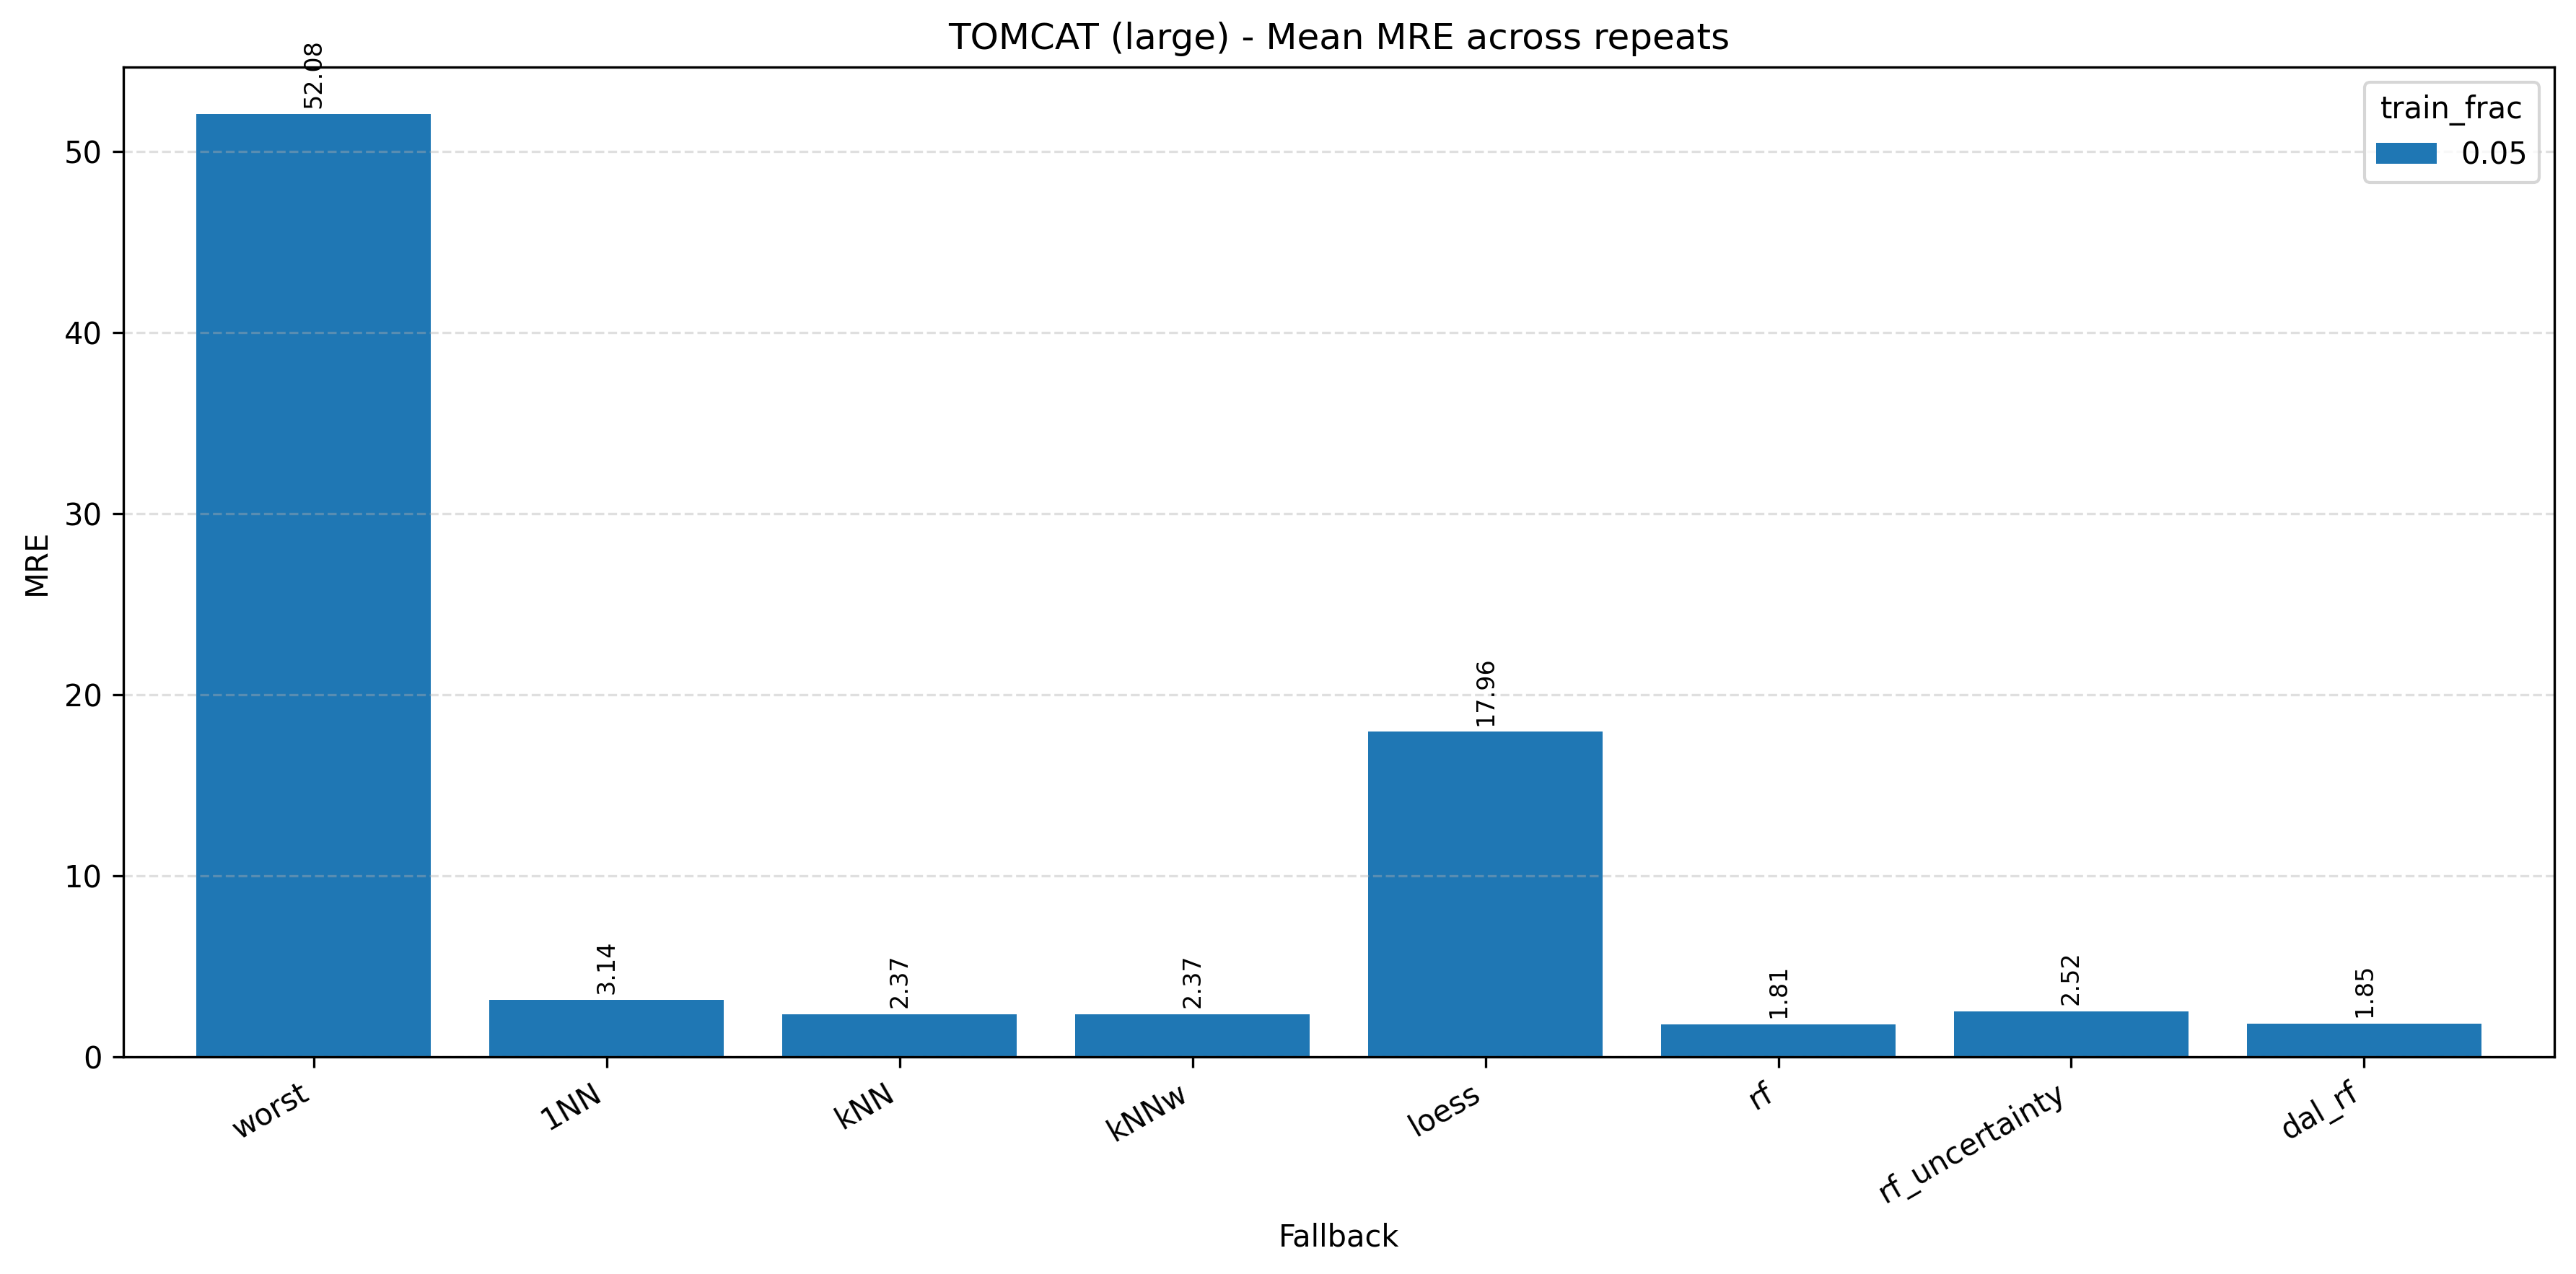 TOMCAT (large) - Mean MRE across repeats
train_frac
0.05
MRE
50
40
30
20
10
0
52.08
3.14
2.37
2.37
17.96
1.81
2.52
1.85
worst
1NN
kNN
kNNw
loess
rf
rf_uncertainty
dal_rf
Fallback